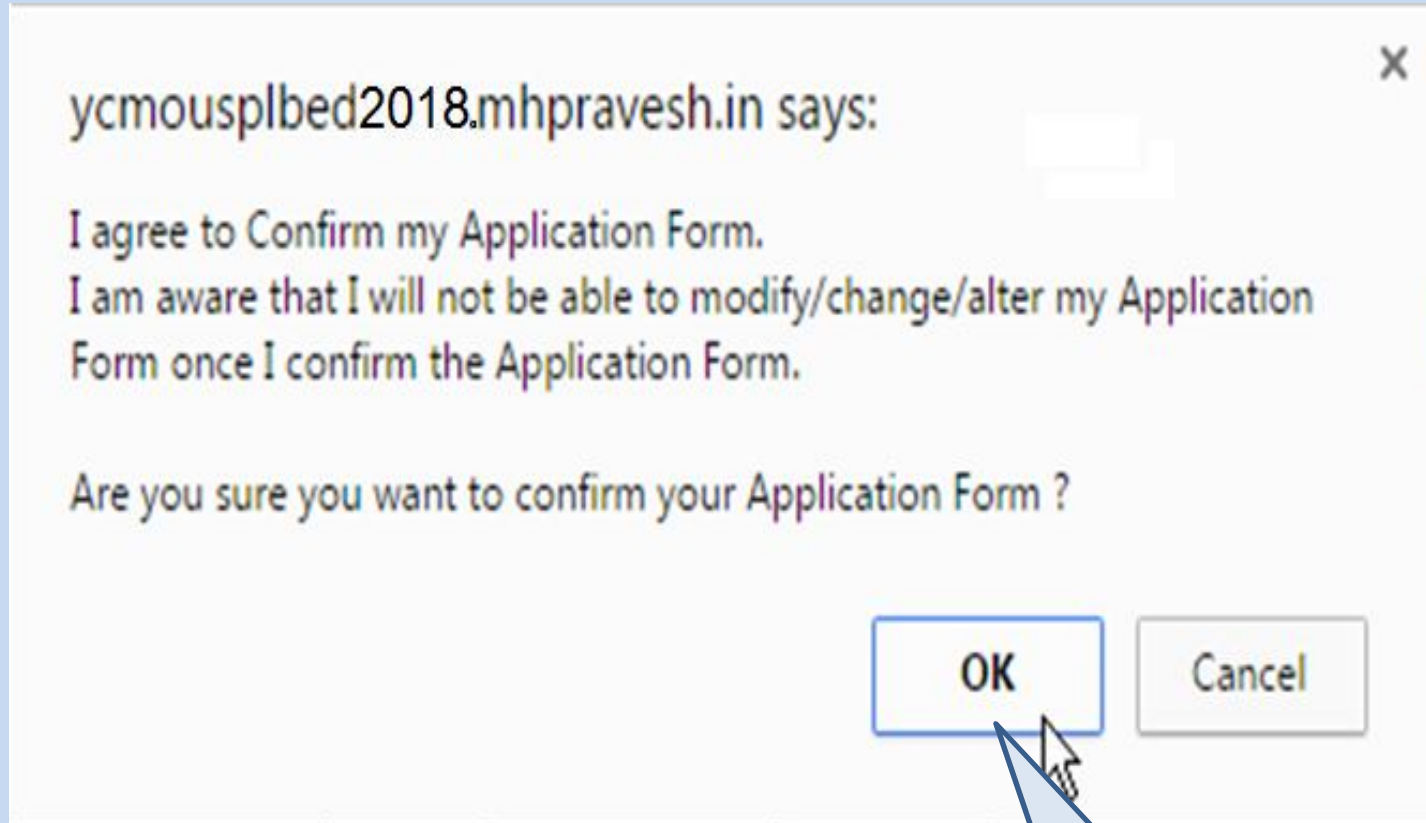 ycmousplbed2018.mhpravesh.in says:
I agree to Confirm my Application Form.
I am aware that I will not be able to modify/change/alter my Application
Form once I confirm the Application Form.
Are you sure you want to confirm your Application Form ?
OK
Cancel